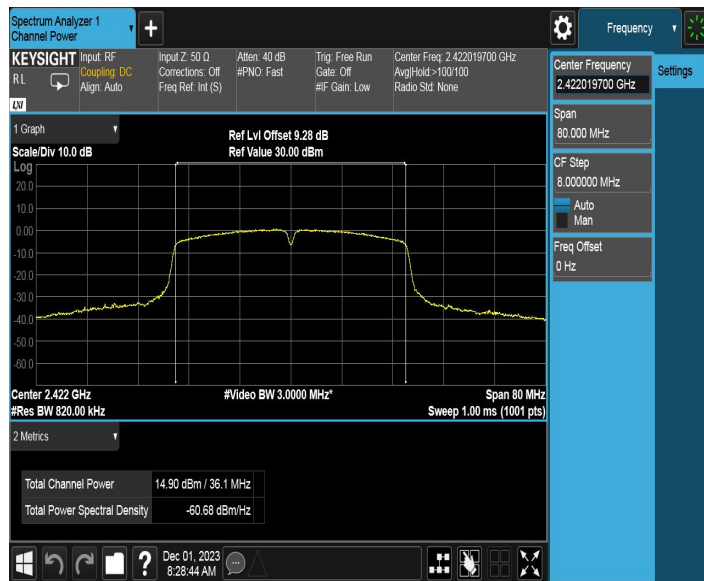 Spectrum Analyzer 1
Channel Power
+
Frequency
KEYSIGHT
RL
LXI
Input: RF
Coupling: DC
Align: Auto
Input Z: 50 Ω
Corrections: Off
Freq Ref: Int (S)
Atten: 40 dB
#PNO: Fast
Trig: Free Run
Gate: Off
#IF Gain: Low
Center Freq: 2.422019700 GHz
Avg|Hold:>100/100
Radio Std: None
Center Frequency
2.422019700 GHz
Settings
Span
80.000 MHz
CF Step
8.000000 MHz
Auto
Man
Freq Offset
0 Hz
1 Graph
Scale/Div 10.0 dB
Ref Lvl Offset 9.28 dB
Ref Value 30.00 dBm
Log
20.0
10.0
0.00
-10.0
-20.0
-30.0
-40.0
-50.0
-60.0
Center 2.422 GHz
#Video BW 3.0000 MHz*
Span 80 MHz
#Res BW 820.00 kHz
Sweep 1.00 ms (1001 pts)
2 Metrics
Total Channel Power 14.90 dBm / 36.1 MHz
Total Power Spectral Density -60.68 dBm/Hz
?
Dec 01, 2023
8:28:44 AM